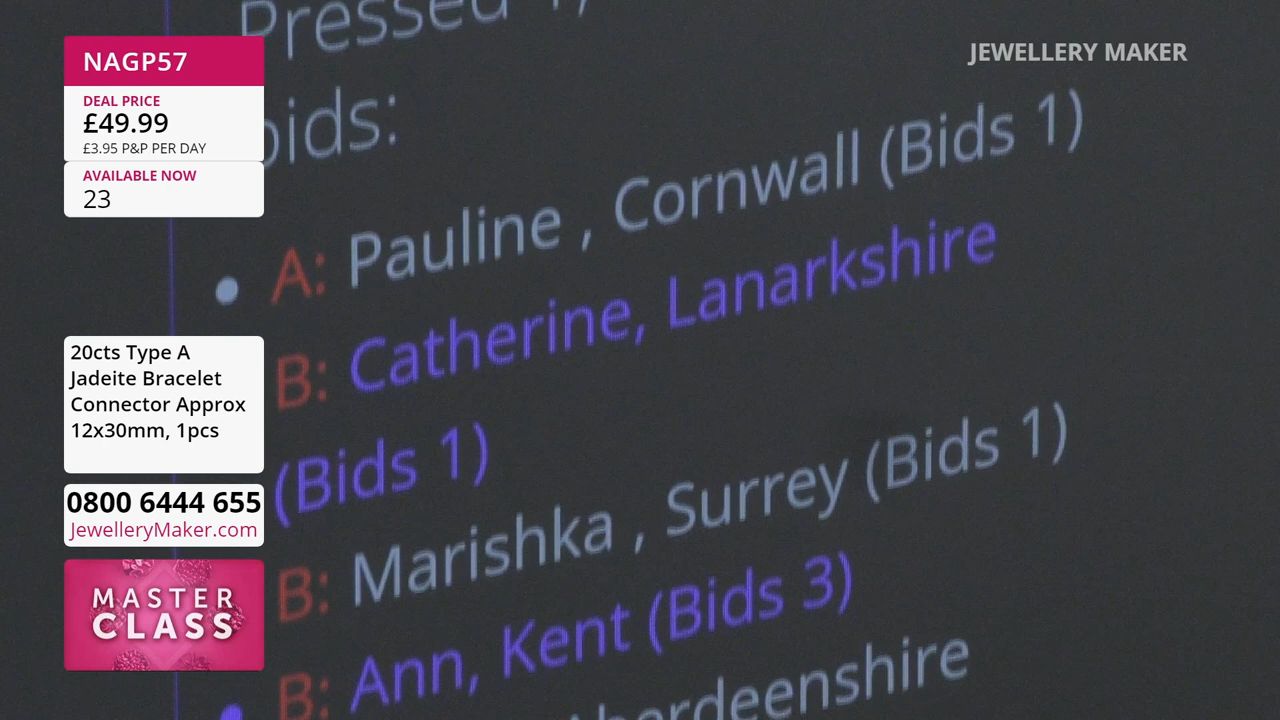 NAGP57
DEAL PRICE
£49.99
£3.95 P&P PER DAY
AVAILABLE NOW
23
20cts Type A
Jadeite Bracelet
Connector Approx
12x30mm, 1pcs
0800 6444 655
JewelleryMaker.com
MASTER
CLASS
JEWELLERY MAKER
Pressed 1,
bids:
A: Pauline , Cornwall (Bids 1)
B: Catherine, Lanarkshire
(Bids 1)
B: Marishka , Surrey (Bids 1)
B: Ann, Kent (Bids 3)
Aberdeenshire